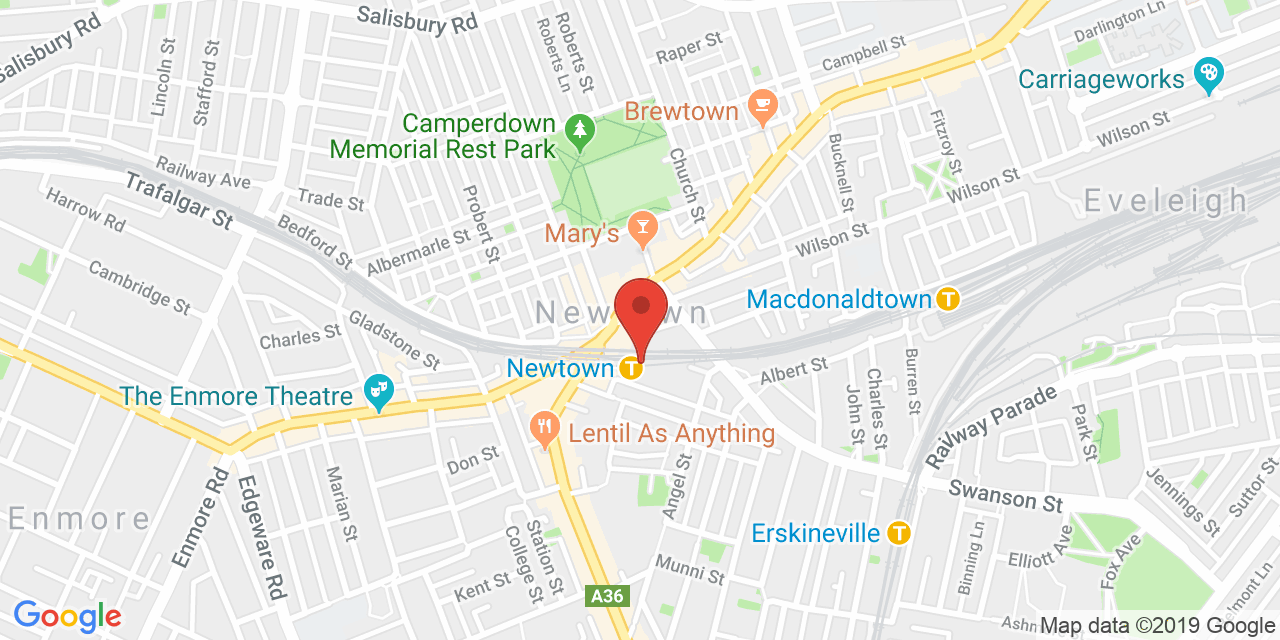 Salisbury Rd
Salisbury Rd
Darlington Ln
Lincoln St
Stafford St
Roberts Ln
Roberts St
Raper St
Campbell St
Carriageworks
Brewtown
Camperdown
Memorial Rest Park
Fitzroy St
Wilson St
Bucknell St
Church St
Railway Ave
Trafalgar St
Trade St
Wilson St
Eveleigh
Harrow Rd
Probert St
Bedford St
Albermarle St
Mary's
Wilson St
Cambridge St
Macdonaldtown
T
Charles St
Gladstone St
Newtown
T
Albert St
Burren St
The Enmore Theatre
John St
Charles St
Railway Parade
Park St
Lentil As Anything
Don St
Angel St
Enmore
Enmore Rd
Edgeware Rd
Marian St
Swanson St
Jennings St
Suttor St
Erskineville
T
Station St
College St
Binning Ln
Elliott Ave
Fox Ave
Munni St
Kent St
A36
Google
Map data ©2019 Google